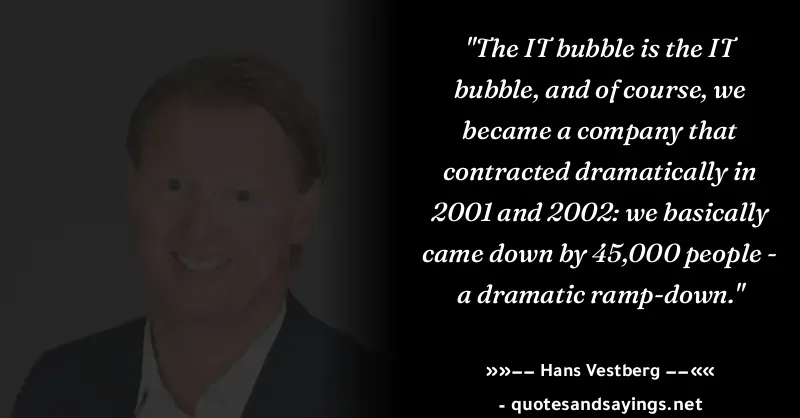 "The IT bubble is the IT
bubble, and of course, we
became a company that
contracted dramatically in
2001 and 2002: we basically
came down by 45,000 people -
a dramatic ramp-down."
»»−− Hans Vestberg −−««
- quotesandsayings.net